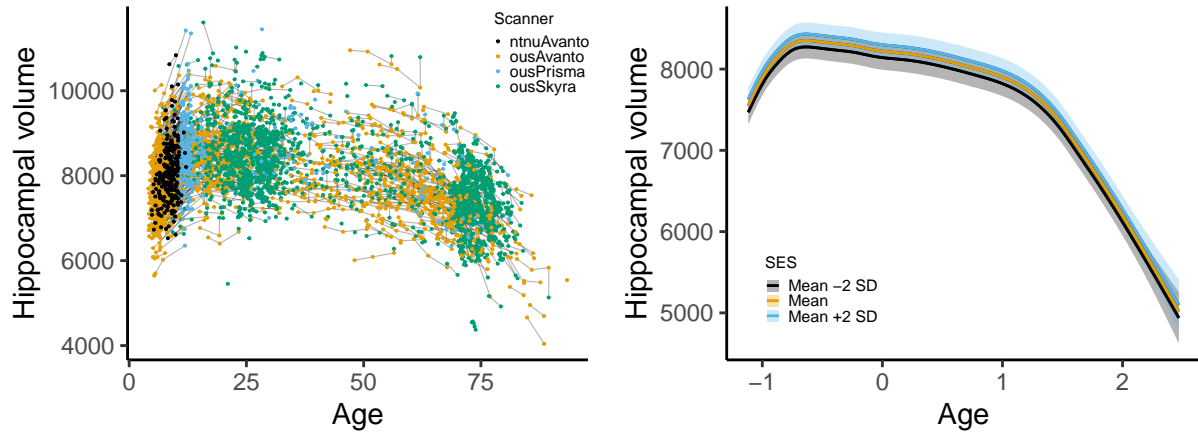 Scanner
ntnuAvanto
ousAvanto
ousPrisma
ousSkyra
Hippocampal volume
10000
8000
6000
4000
0 25 50 75
Age
Hippocampal volume
8000
7000
6000
5000
SES
Mean −2 SD
Mean
Mean +2 SD
−1 0 1 2
Age